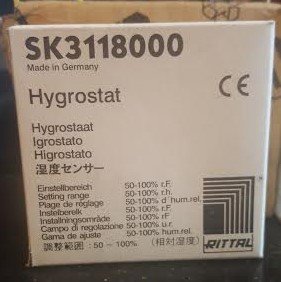 SK3118000
Made in Germany
CE
Hygrostat
Hygrostaat
Igrostato
Higrostato
湿度センサー
Einstellbereich 50-100% r.F.
Setting range 50-100% r.h.
Plage de réglage 50-100% d'hum.rel.
Instelbereik 50-100% r.F.
Installningsområde 50-100% rF
Campo di regolazione 50-100% u.r.
Gama de ajuste 50-100% hum.rel.
調整範囲:50-100% (相対湿度)
RITTAL